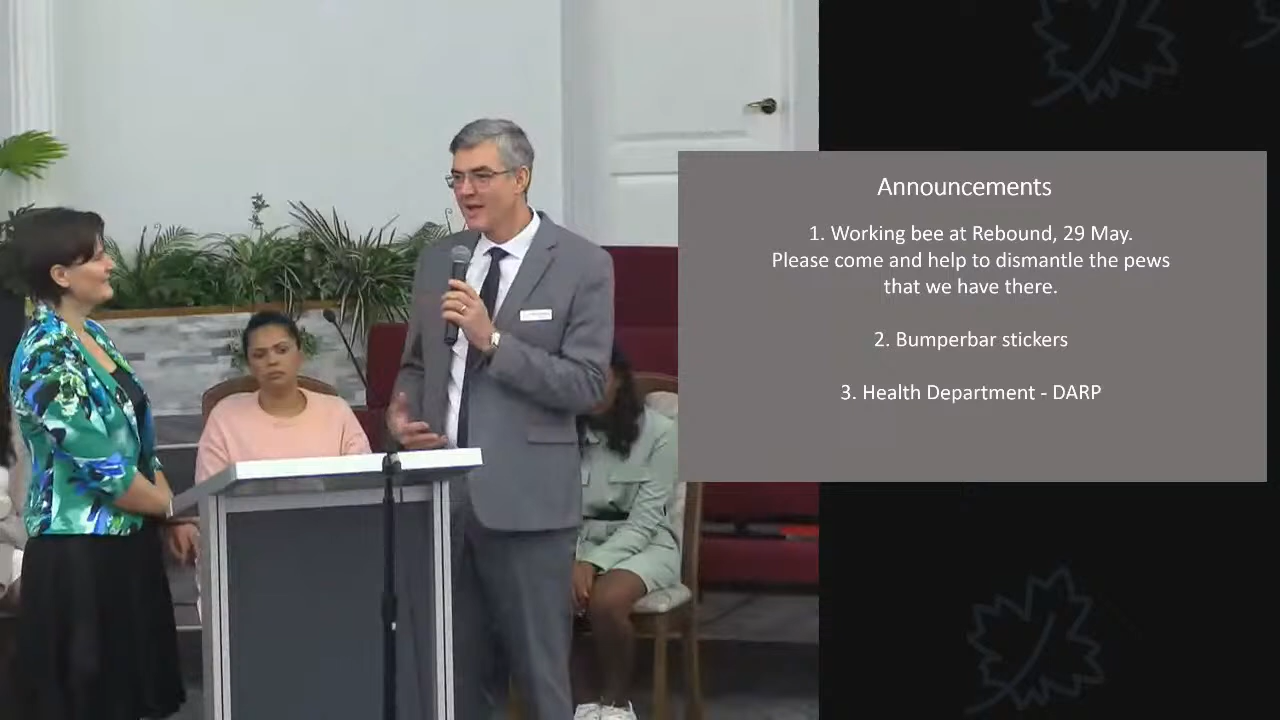 Announcements
1. Working bee at Rebound, 29 May.
Please come and help to dismantle the pews
that we have there.
2. Bumperbar stickers
3. Health Department - DARP